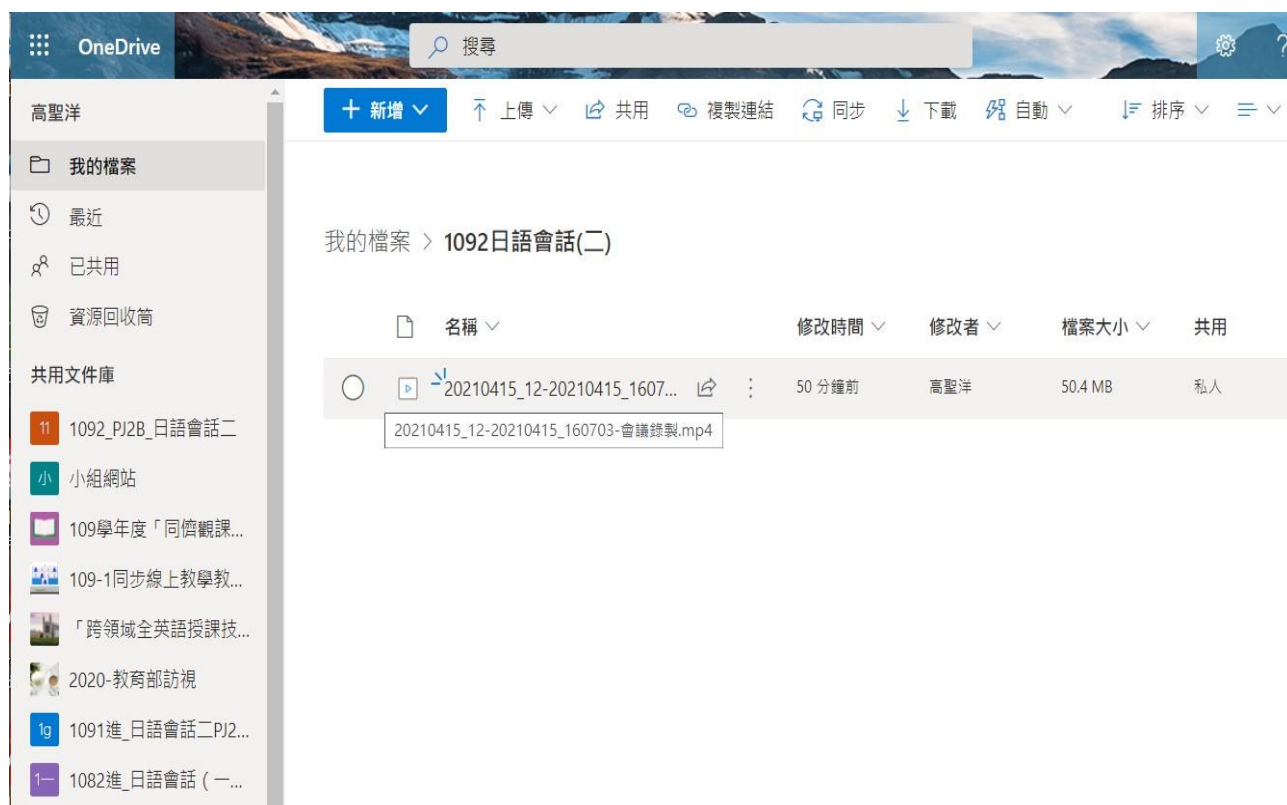 OneDrive
搜尋
?
高聖洋
我的檔案
最近
已共用
資源回收筒
共用文件庫
11 1092_PJ2B_日語會話二
小 小組網站
109學年度「同儕觀課...
109-1同步線上教學教...
「跨領域全英語授課技...
2020-教育部訪視
1g 1091進_日語會話二PJ2...
1一 1082進_日語會話 ( 一...
+ 新增 上傳 共用 複製連結 同步 下載 自動 排序
我的檔案 > 1092日語會話(二)
名稱 修改時間 修改者 檔案大小 共用
20210415_12-20210415_1607... 50 分鐘前 高聖洋 50.4 MB 私人
20210415_12-20210415_160703-會議錄製.mp4